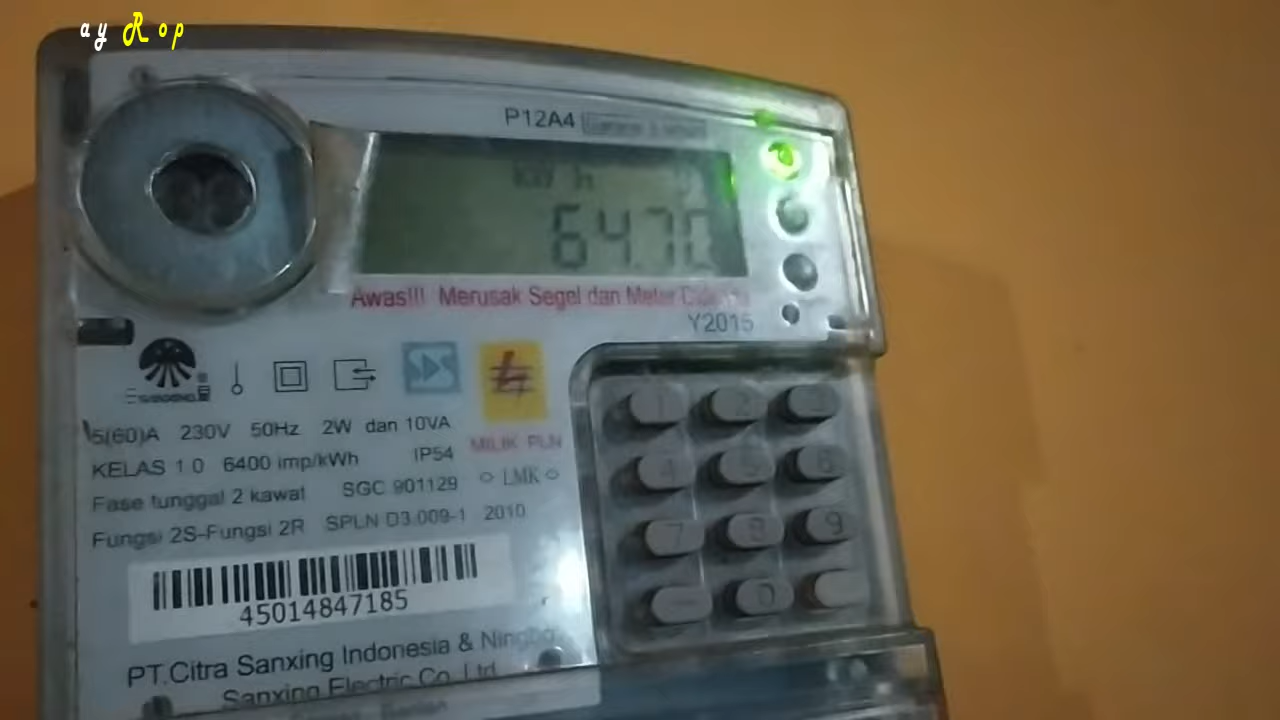 ay Rop
P12A4
kWh
64.70
Awas!!! Merusak Segel dan Meter
Y2015
5(60)A 230V 50Hz 2W dan 10VA
MILIK PLN
KELAS 1.0 6400 imp/kWh IP54
Fase tunggal 2 kawat SGC 901129
LMK
Fungsi 2S-Fungsi 2R SPLN D3.009-1 2010
45014847185
PT.Citra Sanxing Indonesia & Ningbo
Sanxing Electric Co.,Ltd
1 2 3
4 5 6
7 8 9
0